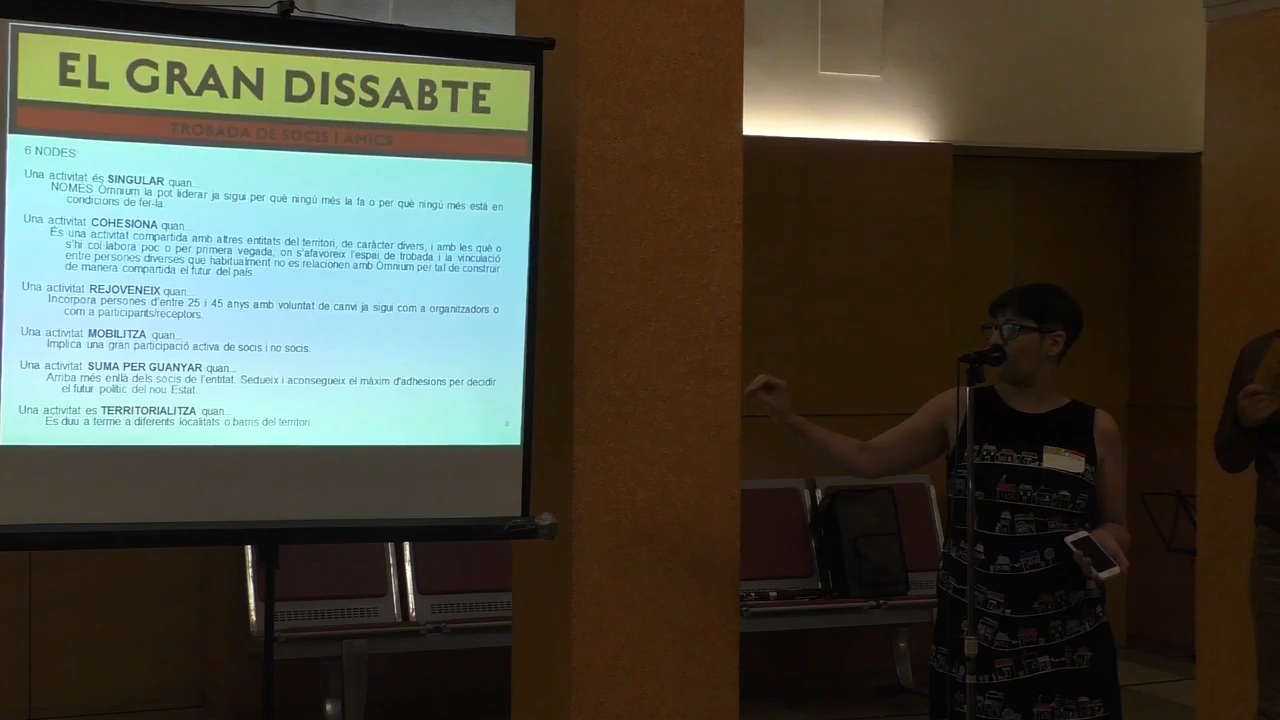 EL GRAN DISSABTE
TROBADA DE SOCIS I AMICS
6 NODES:
Una activitat és SINGULAR quan...
NOMÉS Òmnium la pot liderar ja sigui per què ningú més la fa o per què ningú més està en
condicions de fer-la.
Una activitat COHESIONA quan...
És una activitat compartida amb altres entitats del territori, de caràcter divers, i amb les què o
s'hi col·labora poc o per primera vegada, on s'afavoreix l'espai de trobada i la vinculació
entre persones diverses que habitualment no es relacionen amb Òmnium per tal de construir
de manera compartida el futur del país.
Una activitat REJOVENEIX quan...
Incorpora persones d'entre 25 i 45 anys amb voluntat de canvi ja sigui com a organitzadors o
com a participants/receptors.
Una activitat MOBILITZA quan...
Implica una gran participació activa de socis i no socis.
Una activitat SUMA PER GUANYAR quan...
Arriba més enllà dels socis de l'entitat. Sedueix i aconsegueix el màxim d'adhesions per decidir
el futur polític del nou Estat.
Una activitat es TERRITORIALITZA quan...
Es duu a terme a diferents localitats o barris del territori